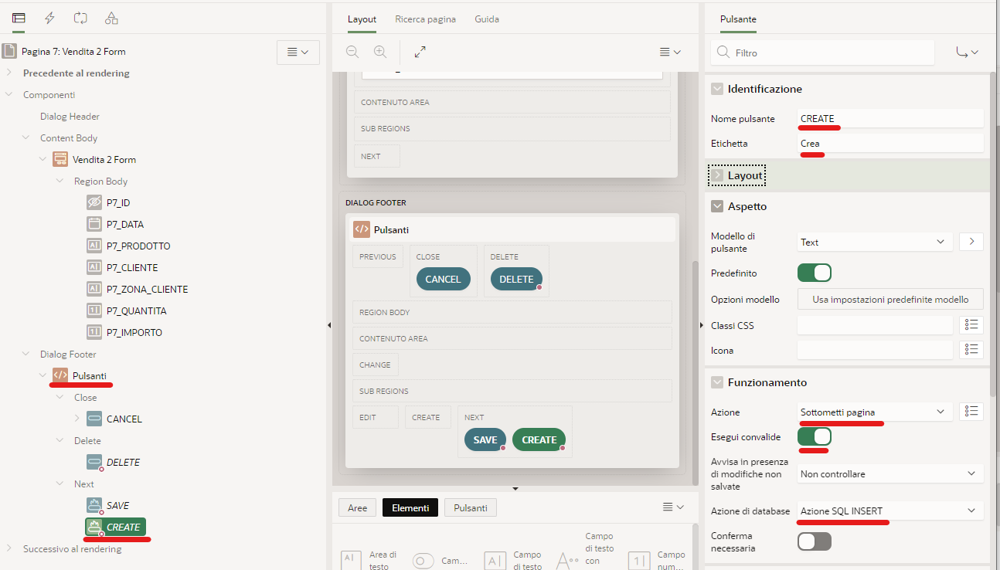 Pagina 7: Vendita 2 Form
Precedente al rendering
Componenti
Dialog Header
Content Body
Vendita 2 Form
Region Body
P7_ID
P7_DATA
P7_PRODOTTO
P7_CLIENTE
P7_ZONA_CLIENTE
P7_QUANTITA
P7_IMPORTO
Dialog Footer
Pulsanti
Close
CANCEL
Delete
DELETE
Next
SAVE
CREATE
Successivo al rendering
Layout Ricerca pagina Guida
CONTENUTO AREA
SUB REGIONS
NEXT
DIALOG FOOTER
Pulsanti
PREVIOUS CLOSE DELETE
CANCEL DELETE
REGION BODY
CONTENUTO AREA
CHANGE
SUB REGIONS
EDIT CREATE NEXT
SAVE CREATE
Aree Elementi Pulsanti
Area di
testo
Cam...
Campo
di testo
Campo
di testo
con
Campo
num...
Pulsante
Filtro
Identificazione
Nome pulsante CREATE
Etichetta Crea
Layout
Aspetto
Modello di
pulsante
Text
Predefinito
Opzioni modello Usa impostazioni predefinite modello
Classi CSS
Icona
Funzionamento
Azione Sottometti pagina
Esegui convalide
Avvisa in presenza
di modifiche non
salvate
Non controllare
Azione di database Azione SQL INSERT
Conferma
necessaria